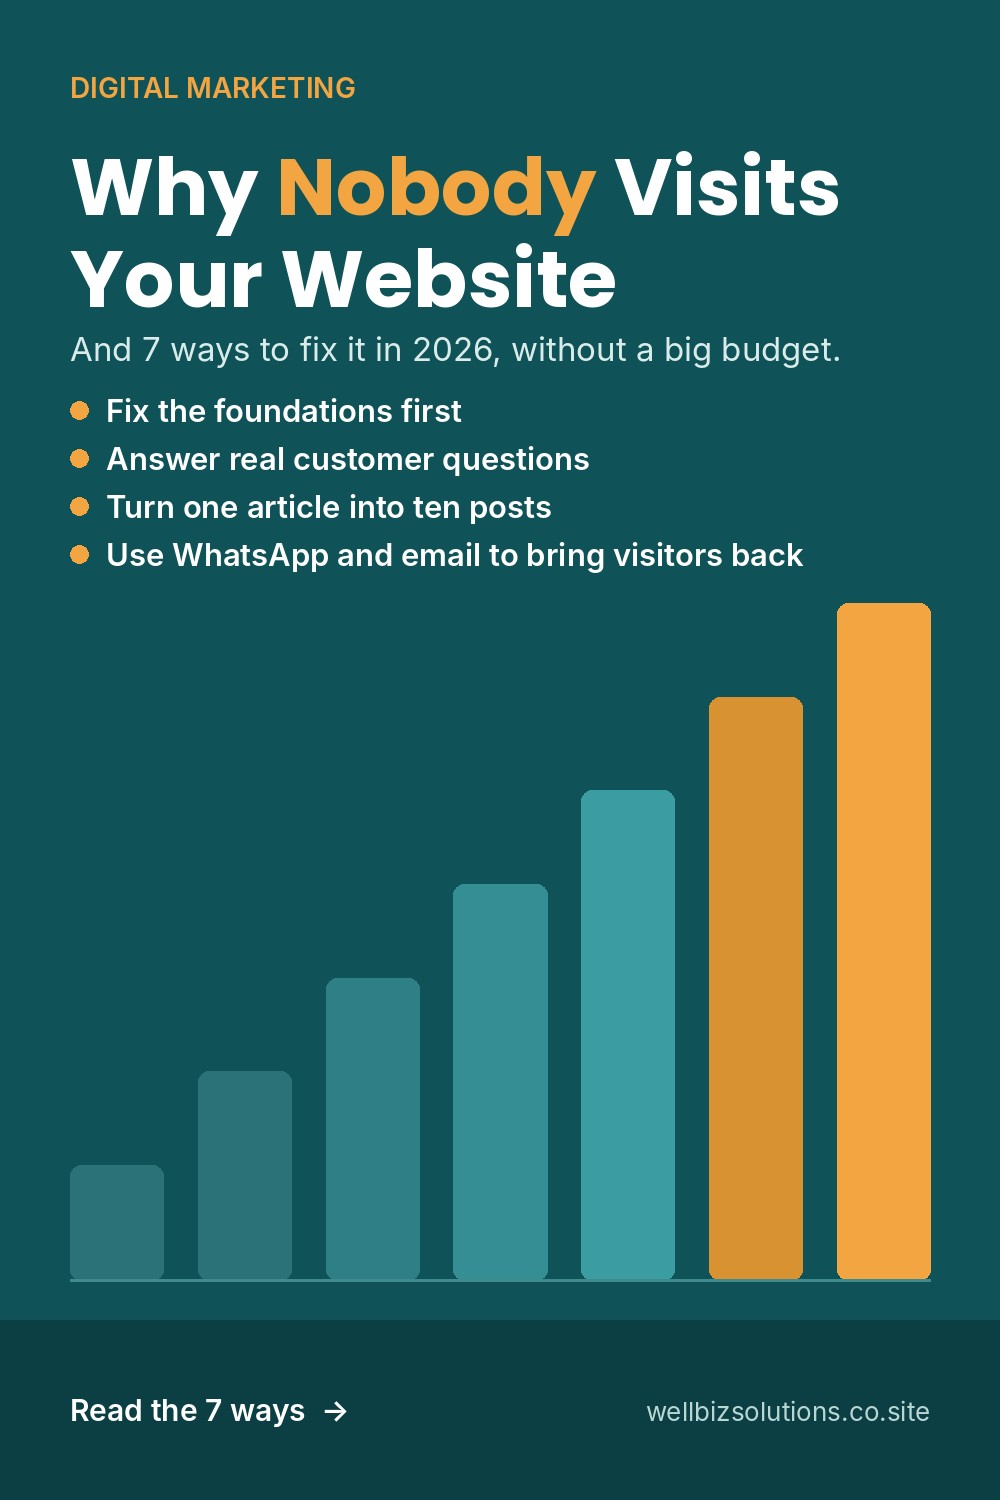 DIGITAL MARKETING
Why Nobody Visits
Your Website
And 7 ways to fix it in 2026, without a big budget.
Fix the foundations first
Answer real customer questions
Turn one article into ten posts
Use WhatsApp and email to bring visitors back
Read the 7 ways →
wellbizsolutions.co.site